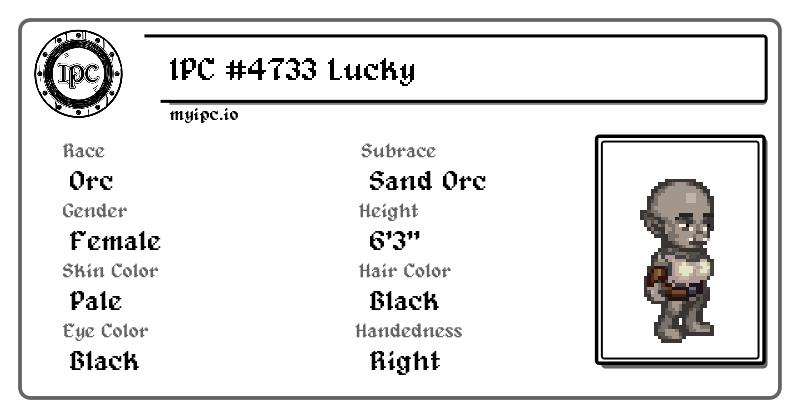 IPC
IPC #4733 Lucky
myipc.io
Race
Orc
Subrace
Sand Orc
Gender
Female
Height
6'3"
Skin Color
Pale
Hair Color
Black
Eye Color
Black
Handedness
Right